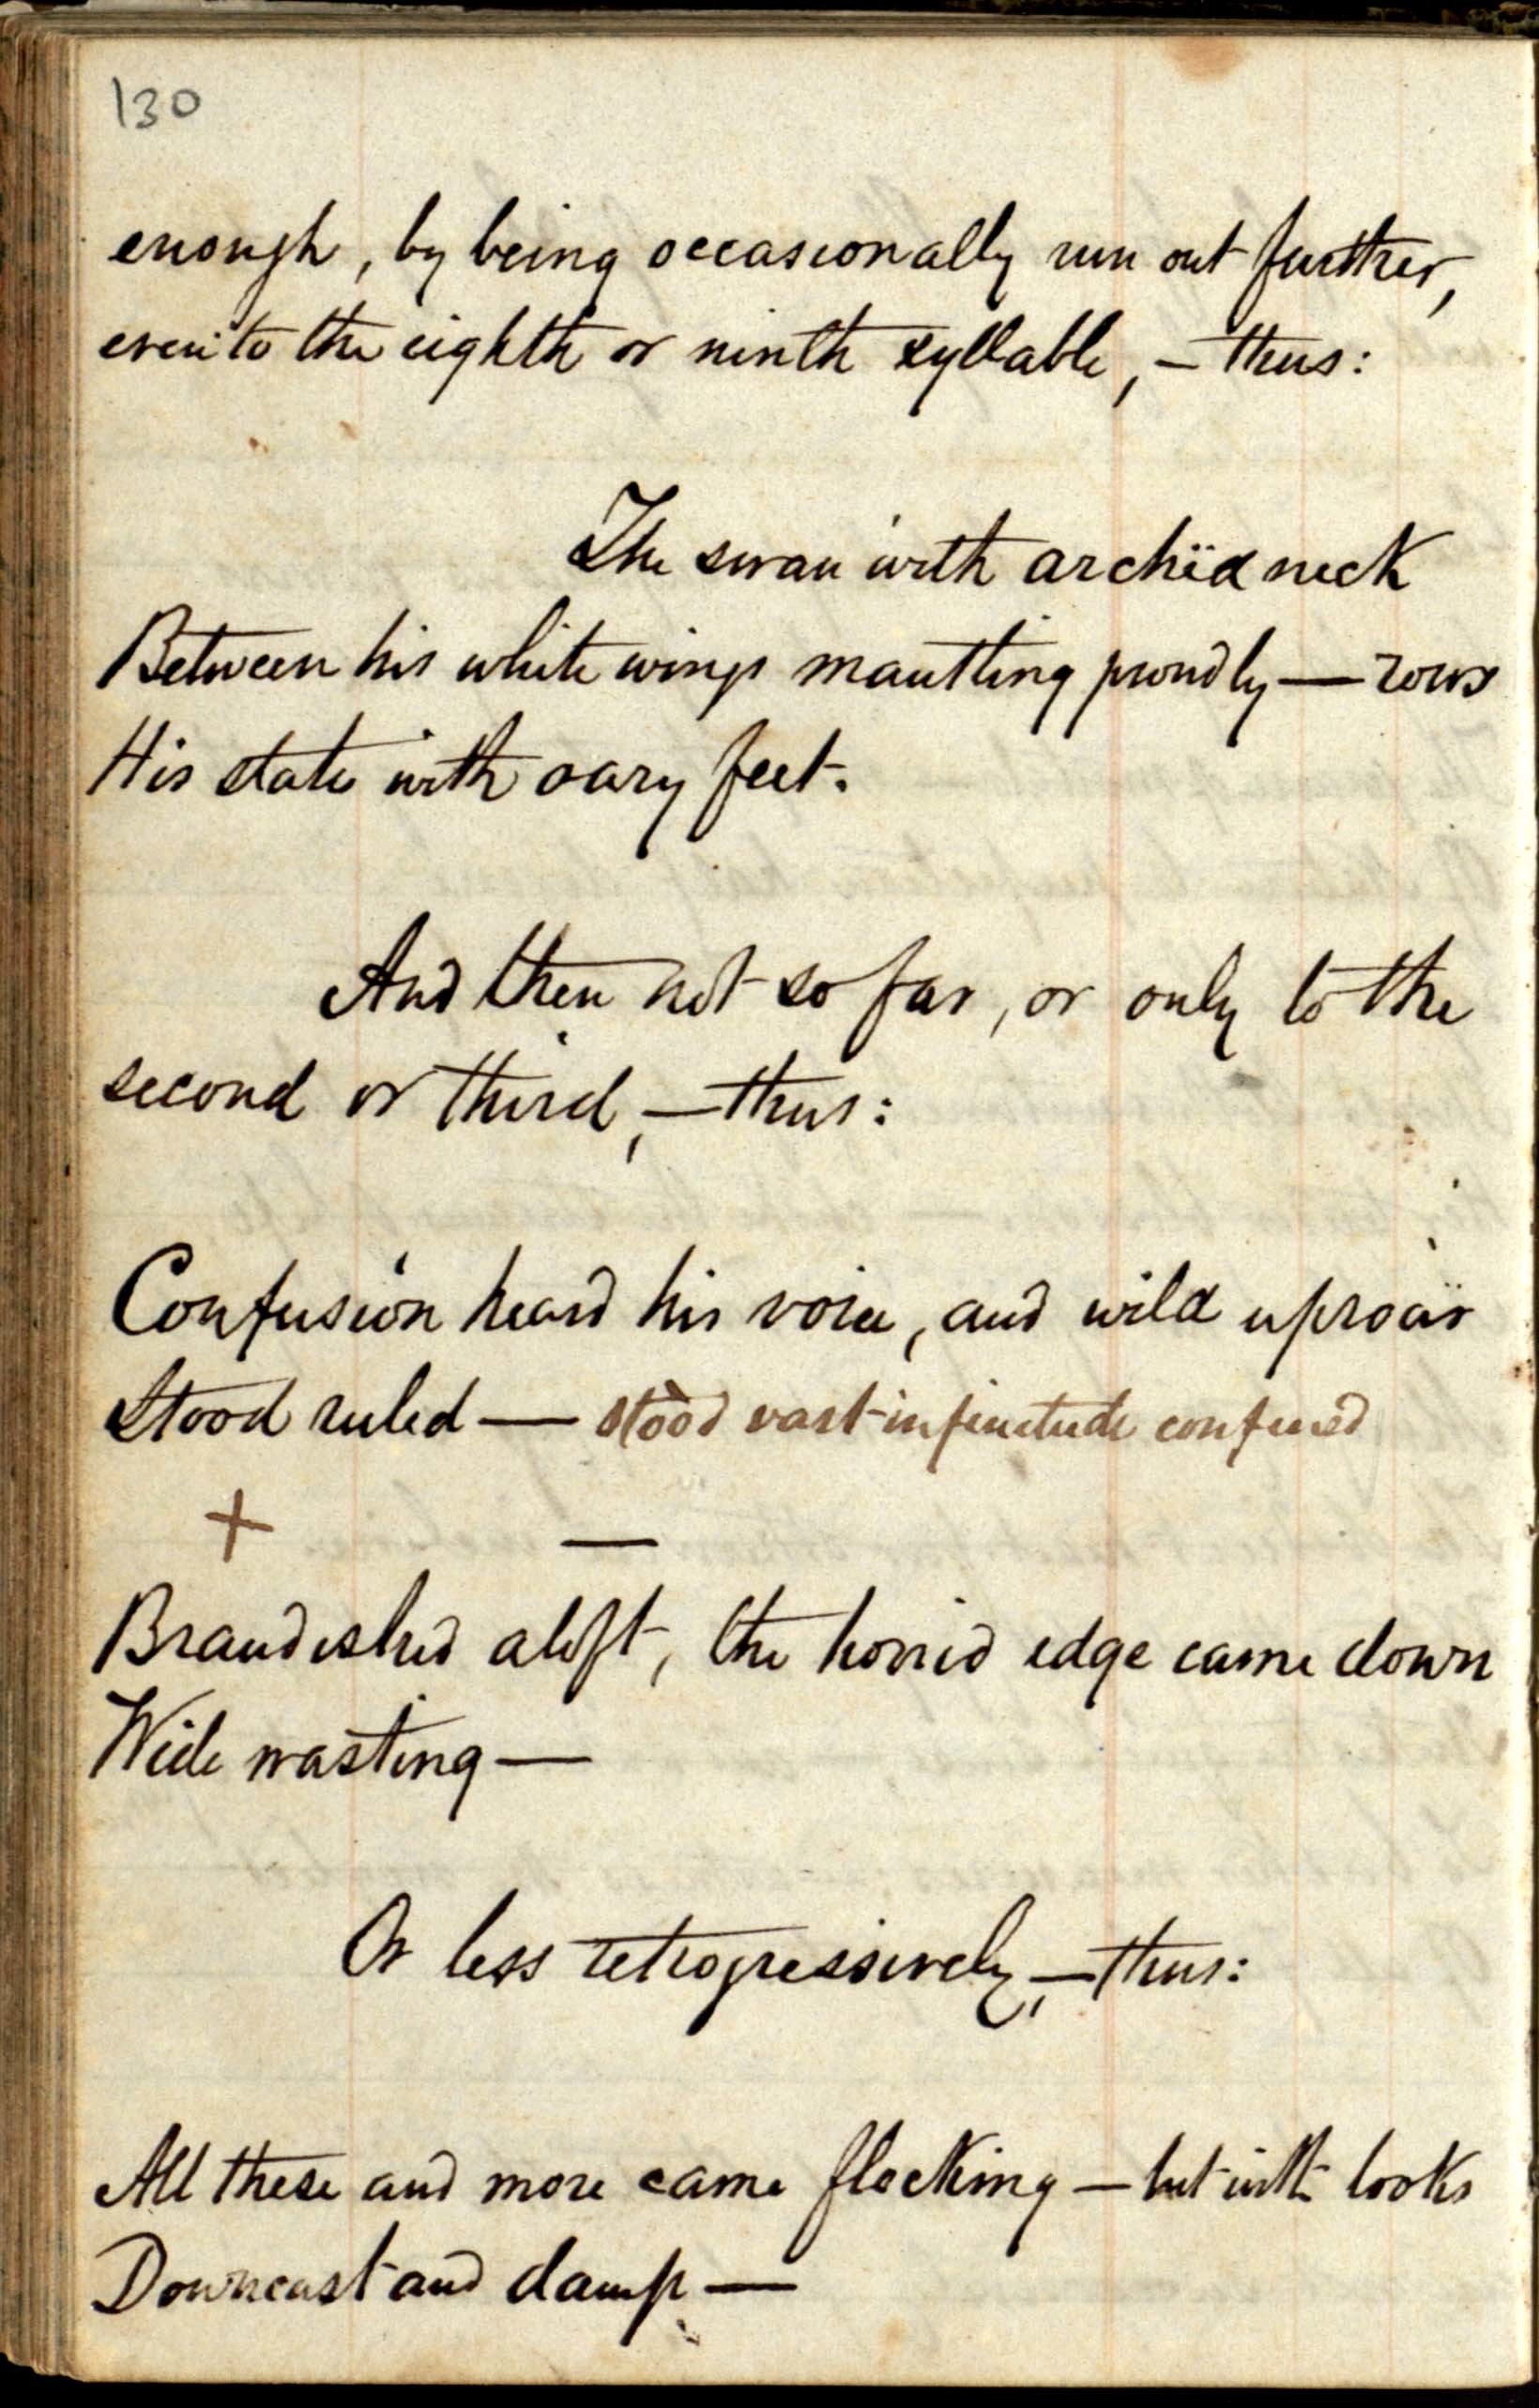 130
enough, by being occasionally run out further,
even to the eighth or ninth syllable, — thus:
The swan with archëd neck
Between his white wings mantling proudly — rows
His state with oary feet.
And then not so far, or only to the
second or third, — thus:
Confusion heard his voice, and wild uproär
Stood ruled — stood vast infinitude confined
+
—
Brandished aloft, the horrid edge came down
Wide wasting —
Or less retrogressively, — thus:
All these and more came flocking — but with looks
Downcast and damp —